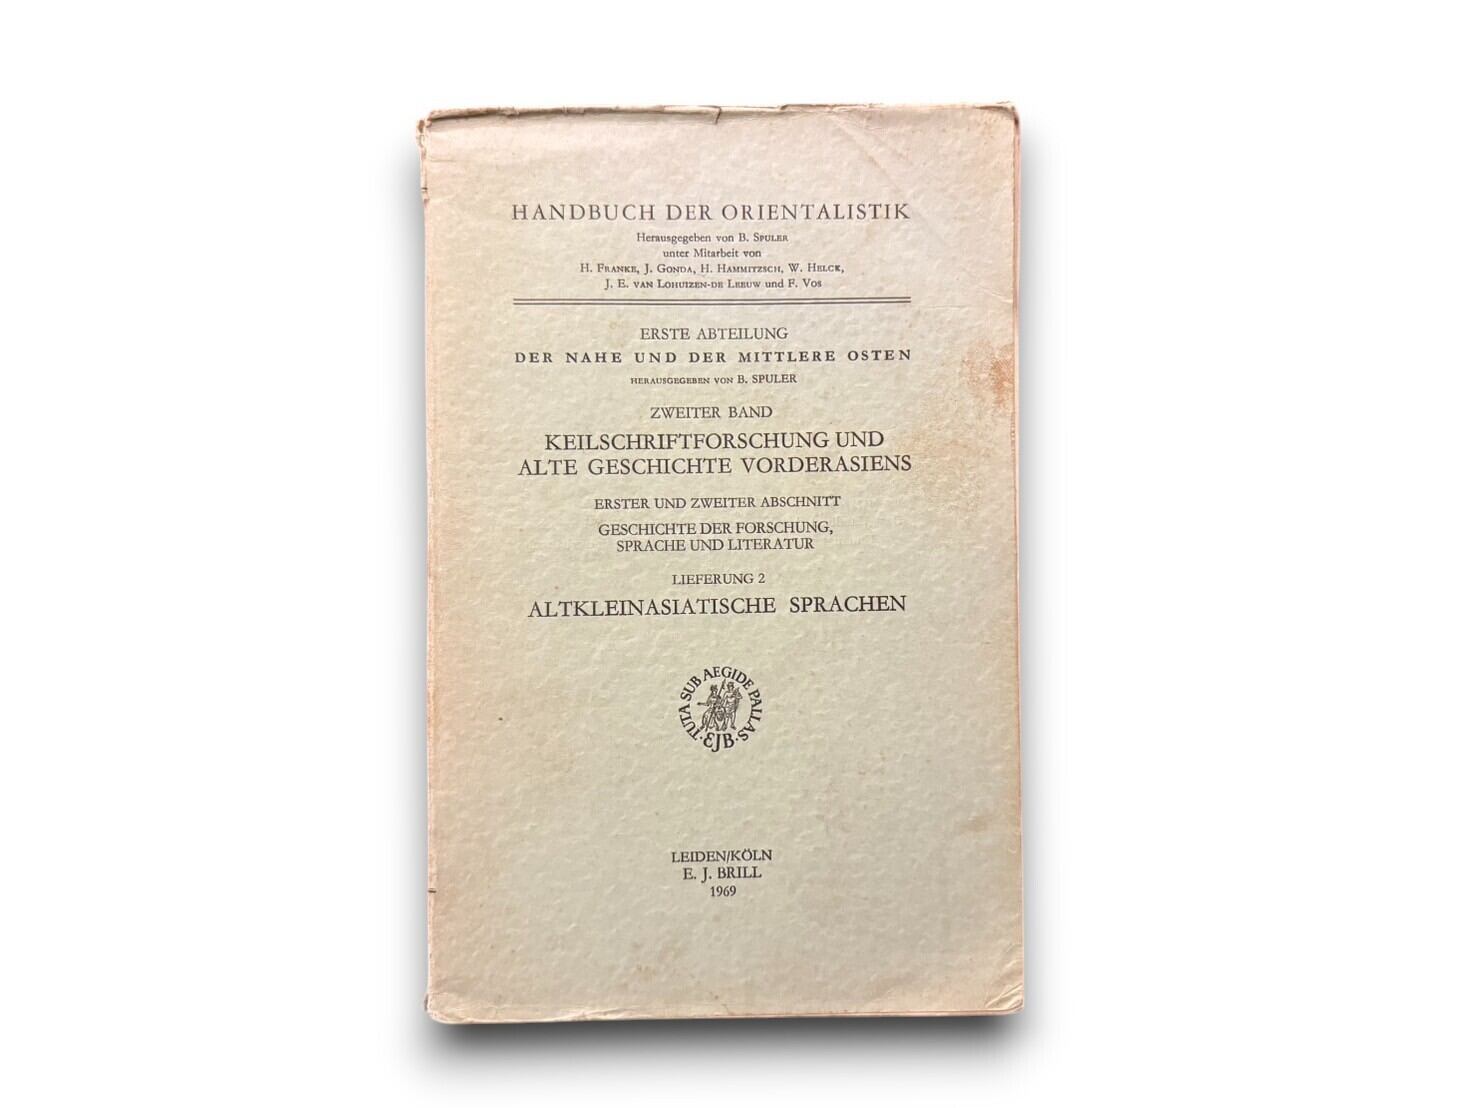 HANDBUCH DER ORIENTALISTIK
Herausgegeben von B. Spuler
unter Mitarbeit von
H. Franke, J. Gonda, H. Hammitzsch, W. Helck,
J. E. van Lohuizen-de Leeuw und F. Vos
ERSTE ABTEILUNG
DER NAHE UND DER MITTLERE OSTEN
HERAUSGEGEBEN VON B. SPULER
ZWEITER BAND
KEILSCHRIFTFORSCHUNG UND
ALTE GESCHICHTE VORDERASIENS
ERSTER UND ZWEITER ABSCHNITT
GESCHICHTE DER FORSCHUNG,
SPRACHE UND LITERATUR
LIEFERUNG 2
ALTKLEINASIATISCHE SPRACHEN
TUTA SUB AEGIDE PALLAS
EJB
LEIDEN/KÖLN
E. J. BRILL
1969